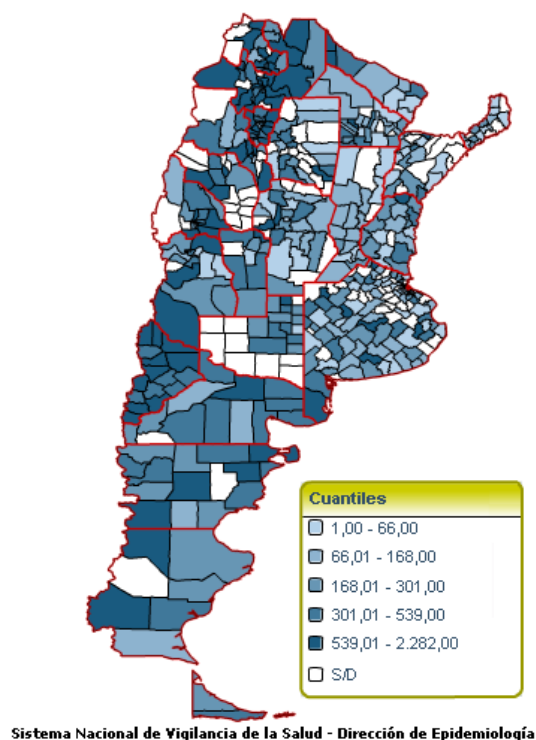 Cuantiles
1,00 - 66,00
66,01 - 168,00
168,01 - 301,00
301,01 - 539,00
539,01 - 2.282,00
S/D
Sistema Nacional de Vigilancia de la Salud - Dirección de Epidemiología